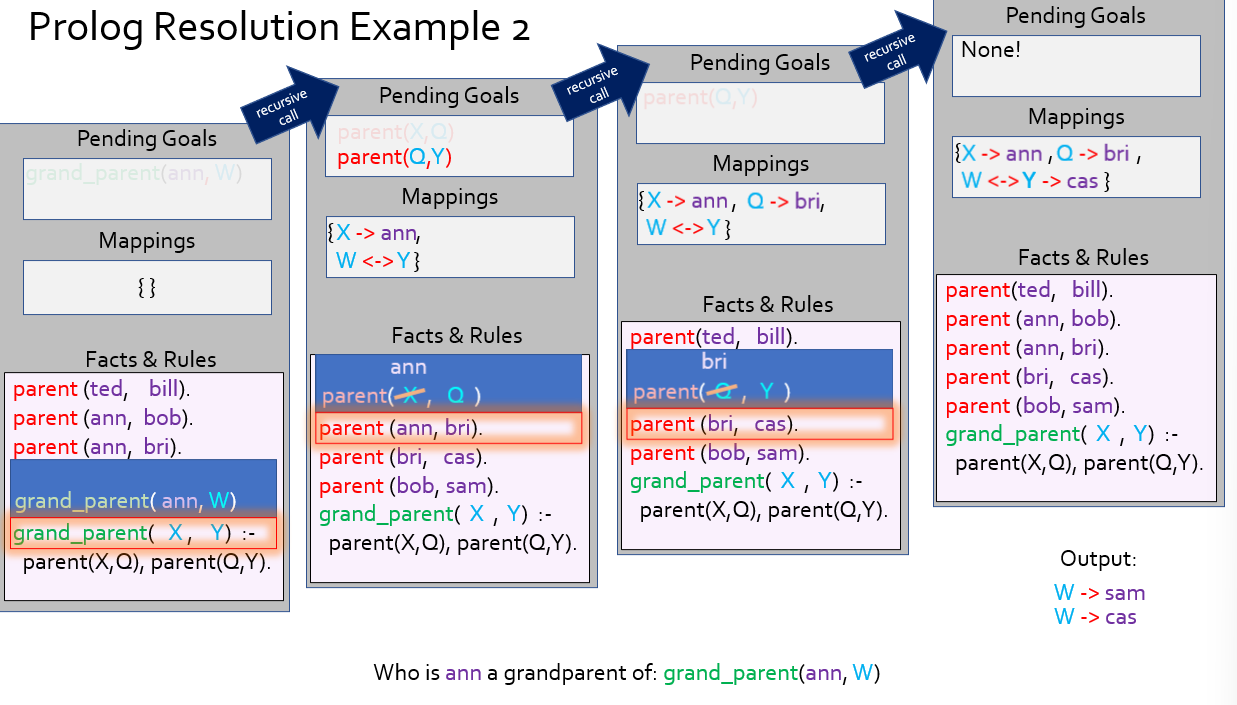 Prolog Resolution Example 2
Pending Goals
grand_parent(ann, W)
Mappings
{ }
Facts & Rules
parent (ted, bill).
parent (ann, bob).
parent (ann, bri).
grand_parent( ann, W)
grand_parent( X , Y) :-
parent(X,Q), parent(Q,Y).
recursive
call
Pending Goals
parent(X,Q)
parent(Q,Y)
Mappings
{X -> ann,
W <-> Y }
Facts & Rules
ann
parent( X , Q )
parent (ann, bri).
parent (bri, cas).
parent (bob, sam).
grand_parent( X , Y) :-
parent(X,Q), parent(Q,Y).
recursive
call
Pending Goals
parent(Q,Y)
Mappings
{X -> ann , Q -> bri,
W <-> Y }
Facts & Rules
parent(ted, bill).
bri
parent( Q , Y )
parent (bri, cas).
parent (bob, sam).
grand_parent( X , Y) :-
parent(X,Q), parent(Q,Y).
recursive
call
Pending Goals
None!
Mappings
{X -> ann , Q -> bri ,
W <-> Y -> cas }
Facts & Rules
parent(ted, bill).
parent (ann, bob).
parent (ann, bri).
parent (bri, cas).
parent (bob, sam).
grand_parent( X , Y) :-
parent(X,Q), parent(Q,Y).
Output:
W -> sam
W -> cas
Who is ann a grandparent of: grand_parent(ann, W)